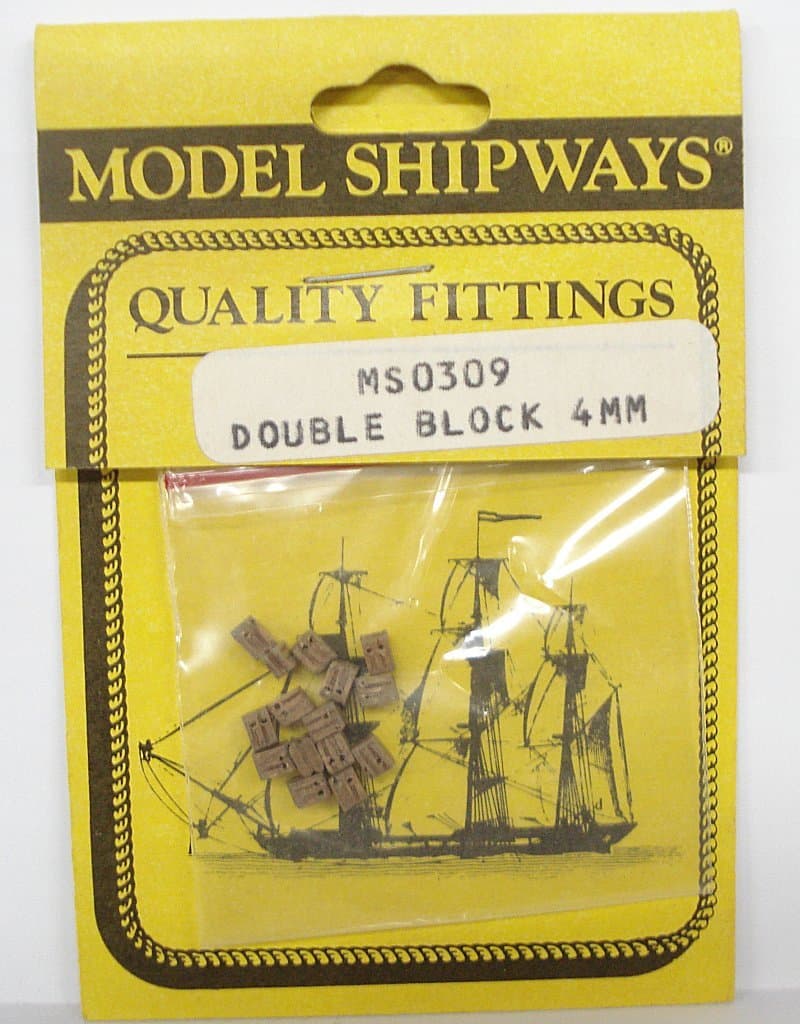 MODEL SHIPWAYS®
QUALITY FITTINGS
MS0309
DOUBLE BLOCK 4MM